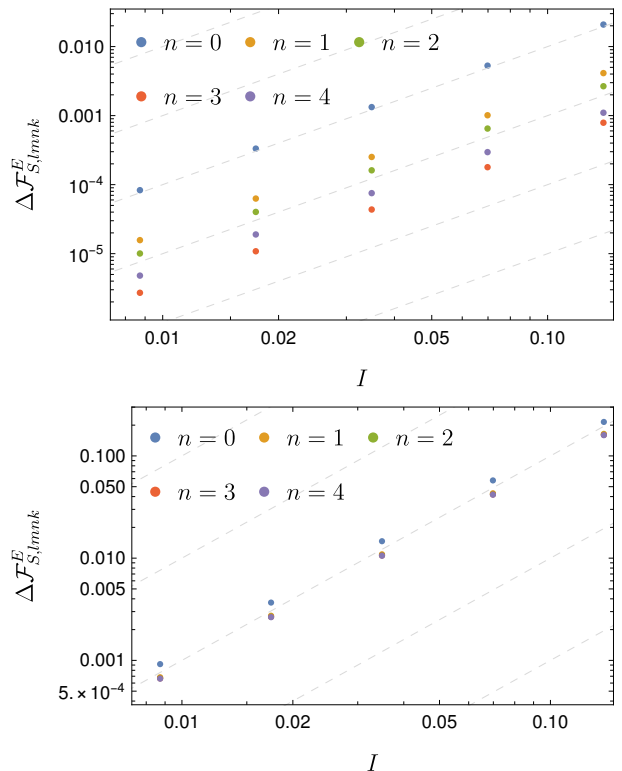 n = 0 n = 1 n = 2
n = 3 n = 4
0.010
0.001
10^{-4}
10^{-5}
ΔF^E_{S,lmnk}
0.01 0.02 0.05 0.10
I
n = 0 n = 1 n = 2
n = 3 n = 4
0.100
0.050
0.010
0.005
0.001
5.×10^{-4}
ΔF^E_{S,lmnk}
0.01 0.02 0.05 0.10
I